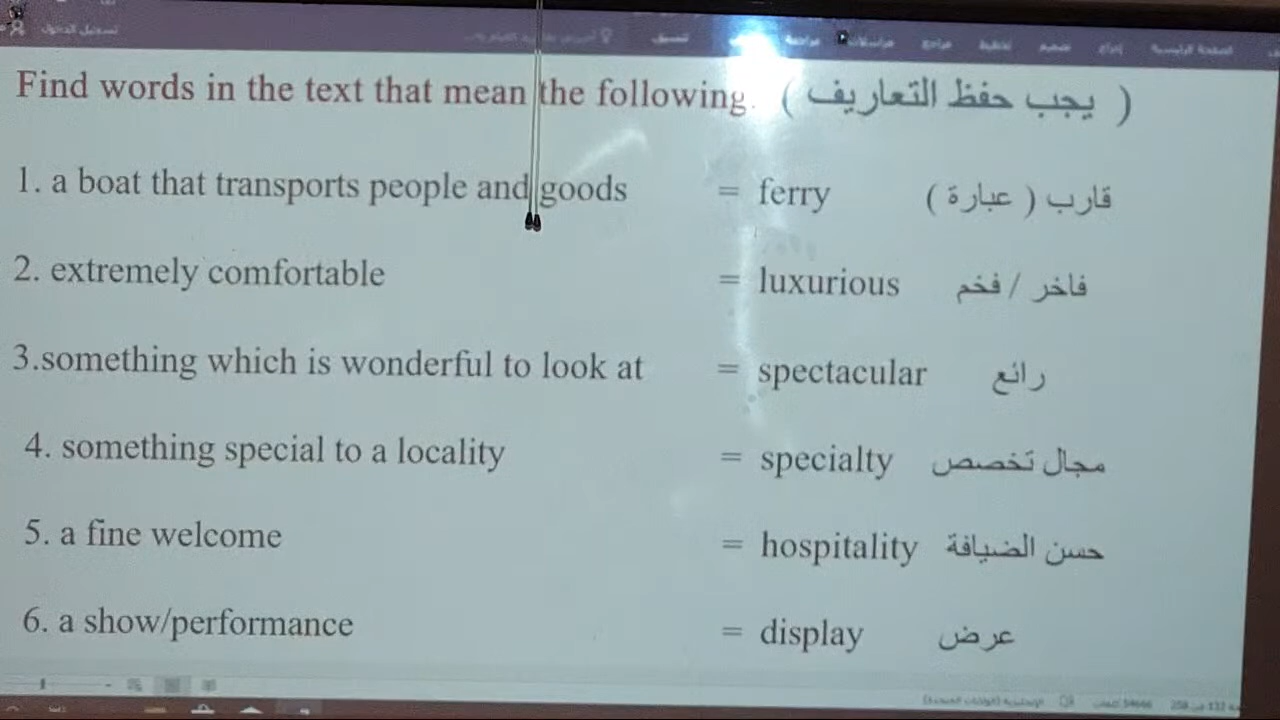 تسجيل الدخول
Find words in the text that mean the following. ( يجب حفظ التعاريف )
1. a boat that transports people and goods = ferry قارب ( عبارة )
2. extremely comfortable = luxurious فاخر / فخم
3.something which is wonderful to look at = spectacular رائع
4. something special to a locality = specialty مجال تخصص
5. a fine welcome = hospitality حسن الضيافة
6. a show/performance = display عرض